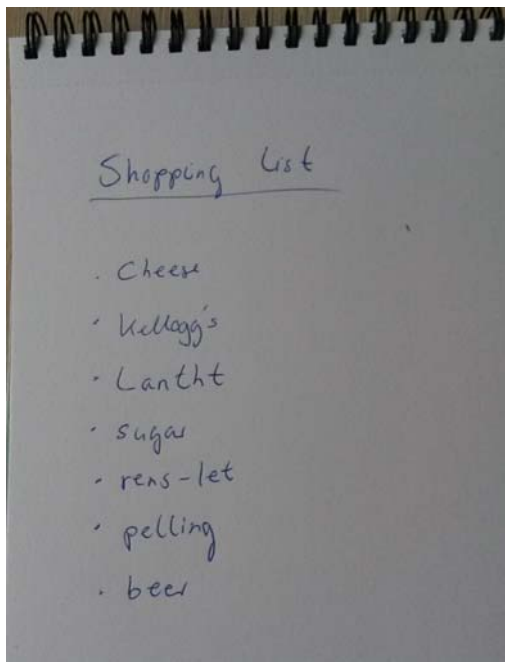 Shopping List
· Cheese
· Kellogg's
· Lantht
· sugar
· rens-let
· pelling
· beer